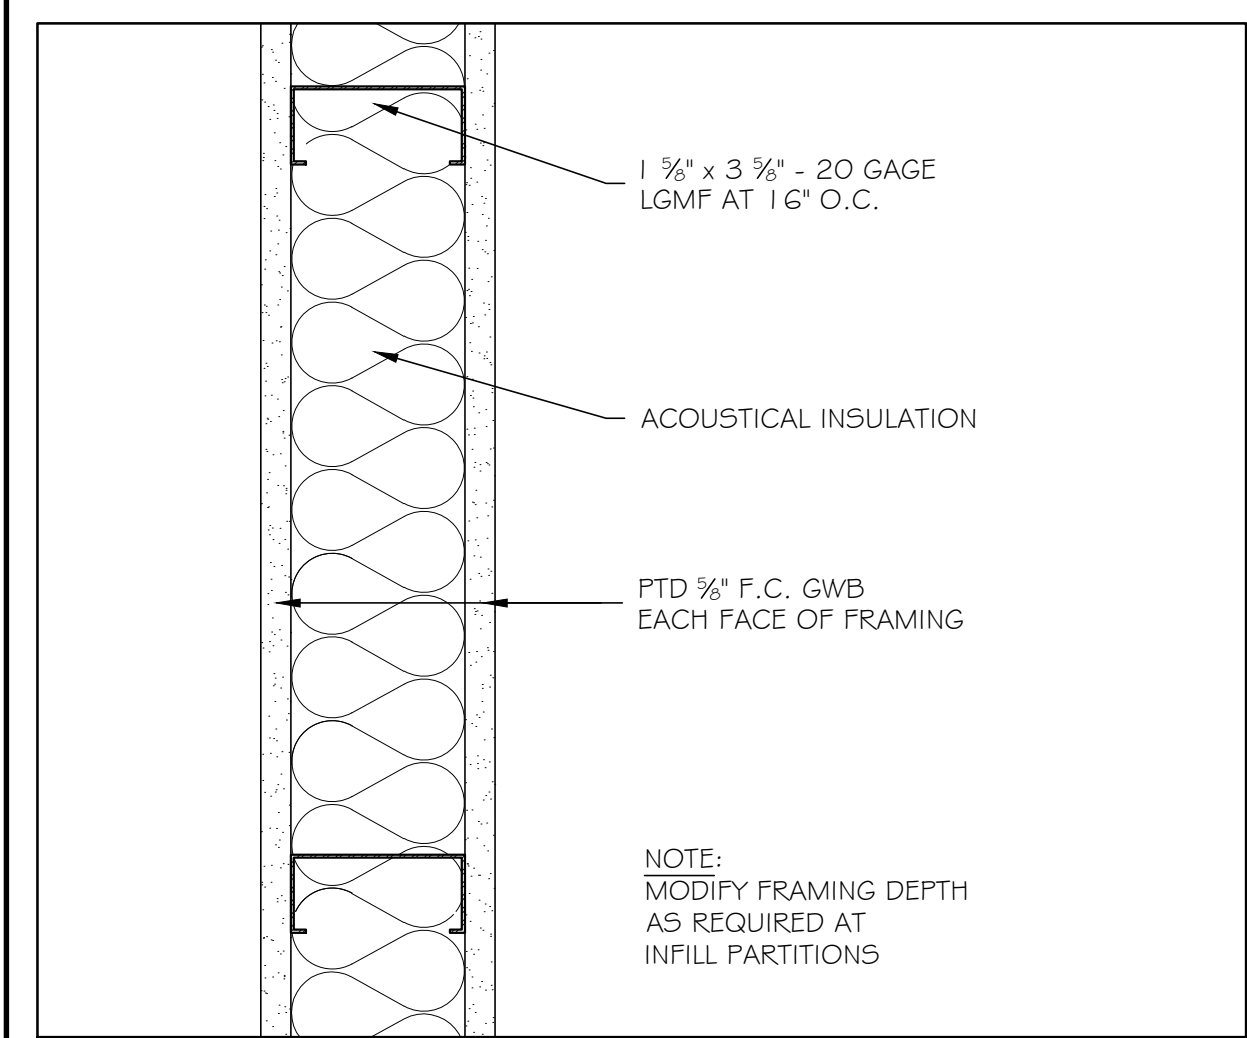 1 ⅝" x 3 ⅝" - 20 GAGE
LGMF AT 16" O.C.
ACOUSTICAL INSULATION
PTD ⅝" F.C. GWB
EACH FACE OF FRAMING
NOTE:
MODIFY FRAMING DEPTH
AS REQUIRED AT
INFILL PARTITIONS